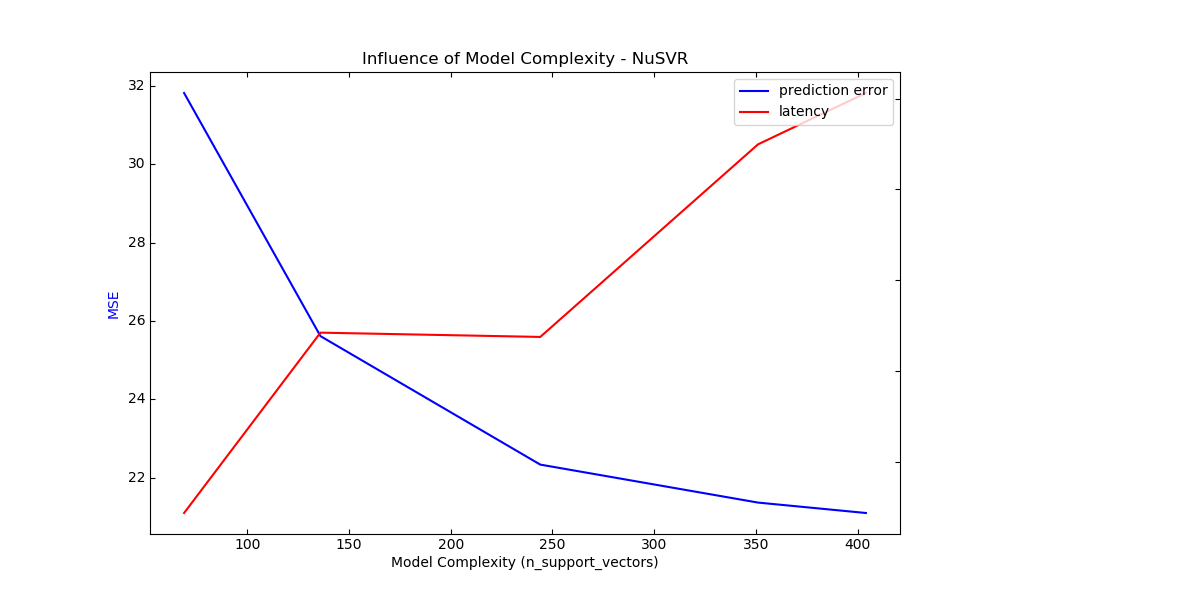 Influence of Model Complexity - NuSVR
prediction error
latency
32
30
28
26
24
22
MSE
100 150 200 250 300 350 400
Model Complexity (n_support_vectors)